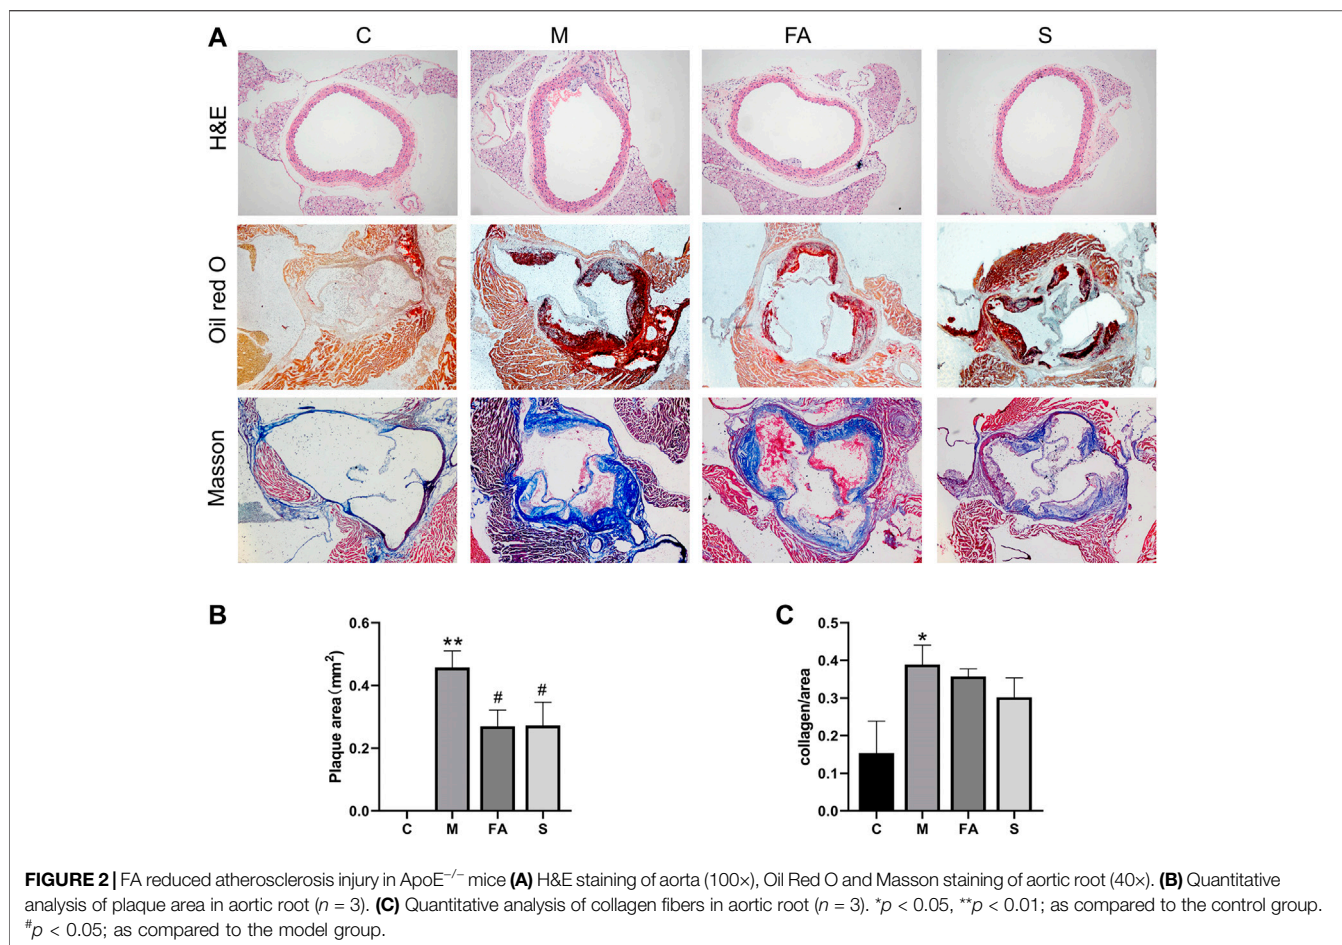 A
C M FA S
H&E
Oil red O
Masson
B
Plaque area (mm²)
0.6
0.4
0.2
0.0
**
#
#
C M FA S
C
collagen/area
0.5
0.4
0.3
0.2
0.1
0.0
*
C M FA S
FIGURE 2 | FA reduced atherosclerosis injury in ApoE⁻/⁻ mice (A) H&E staining of aorta (100×), Oil Red O and Masson staining of aortic root (40×). (B) Quantitative
analysis of plaque area in aortic root (n = 3). (C) Quantitative analysis of collagen fibers in aortic root (n = 3). *p < 0.05, **p < 0.01; as compared to the control group.
#p < 0.05; as compared to the model group.